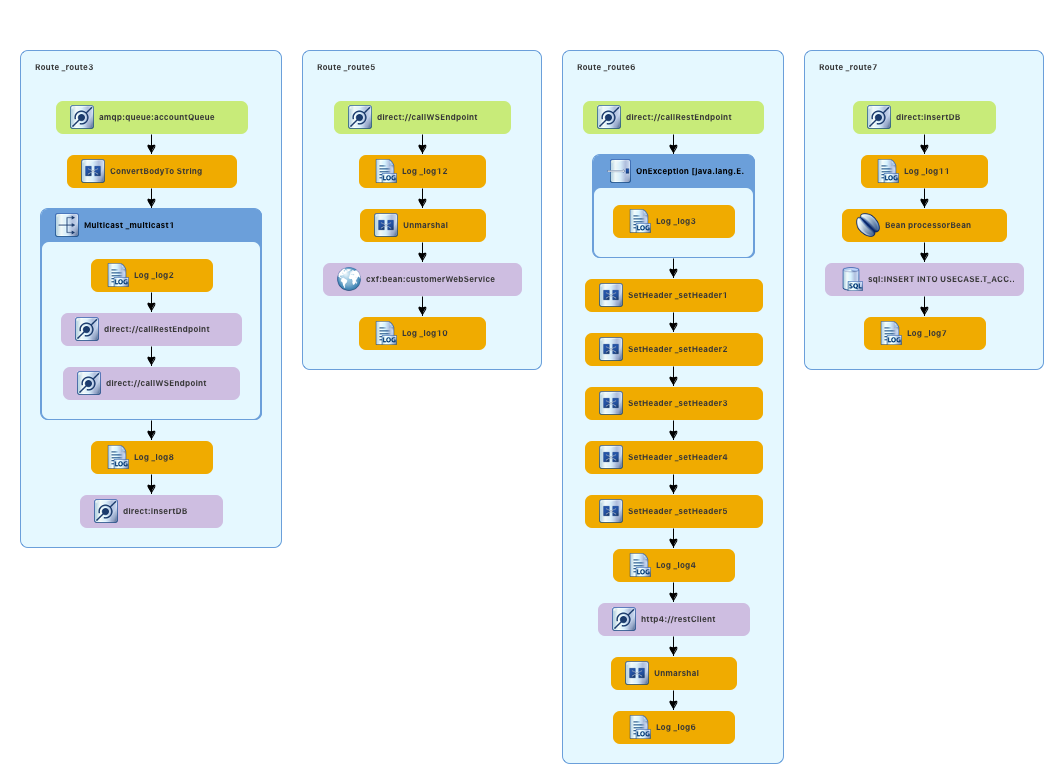 Route _route3
amqp:queue:accountQueue
ConvertBodyTo String
Multicast _multicast1
LOG
Log _log2
direct://callRestEndpoint
direct://callWSEndpoint
LOG
Log _log8
direct:insertDB
Route _route5
direct://callWSEndpoint
LOG
Log _log12
Unmarshal
cxf:bean:customerWebService
LOG
Log _log10
Route _route6
direct://callRestEndpoint
OnException [java.lang.E.
LOG
Log _log3
SetHeader _setHeader1
SetHeader _setHeader2
SetHeader _setHeader3
SetHeader _setHeader4
SetHeader _setHeader5
LOG
Log _log4
http4://restClient
Unmarshal
LOG
Log _log6
Route _route7
direct:insertDB
LOG
Log _log11
Bean processorBean
SQL
sql:INSERT INTO USECASE.T_ACC..
LOG
Log _log7